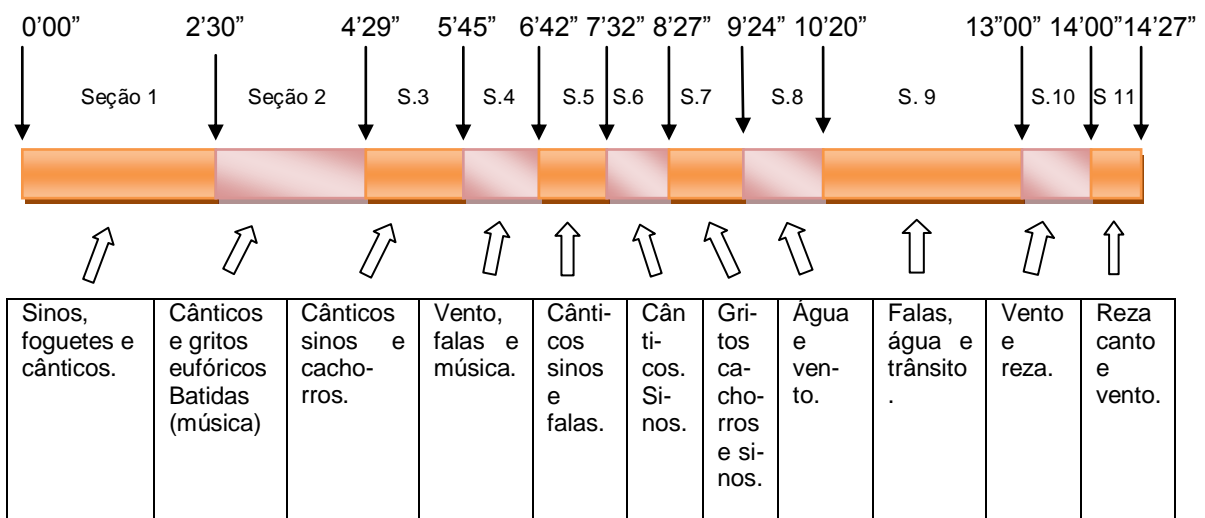 0’00” 2’30” 4’29” 5’45” 6’42” 7’32” 8’27” 9’24” 10’20” 13”00” 14’00” 14’27”
Seção 1 Seção 2 S.3 S.4 S.5 S.6 S.7 S.8 S. 9 S.10 S 11
Sinos,
foguetes e
cânticos.
Cânticos
e gritos
eufóricos
Batidas
(música)
Cânticos
sinos e
cacho-
rros.
Vento,
falas e
música.
Cânti-
cos
sinos
e
falas.
Cân
ti-
cos.
Si-
nos.
Gri-
tos
ca-
cho-
rros
e si-
nos.
Água
e
ven-
to.
Falas,
água e
trânsito
.
Vento
e
reza.
Reza
canto
e
vento.